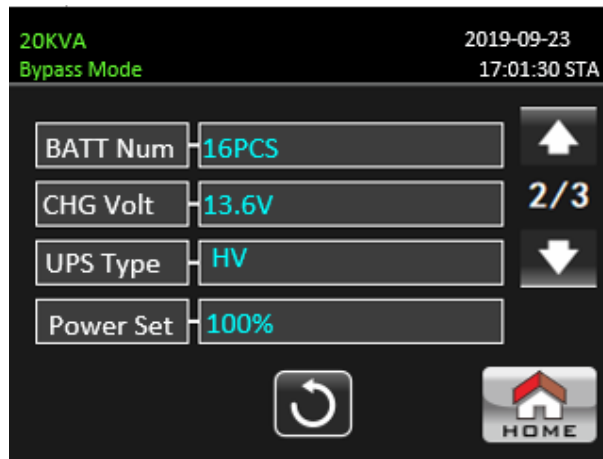 20KVA 2019-09-23
Bypass Mode 17:01:30 STA
BATT Num 16PCS
CHG Volt 13.6V
2/3
UPS Type HV
Power Set 100%
HOME